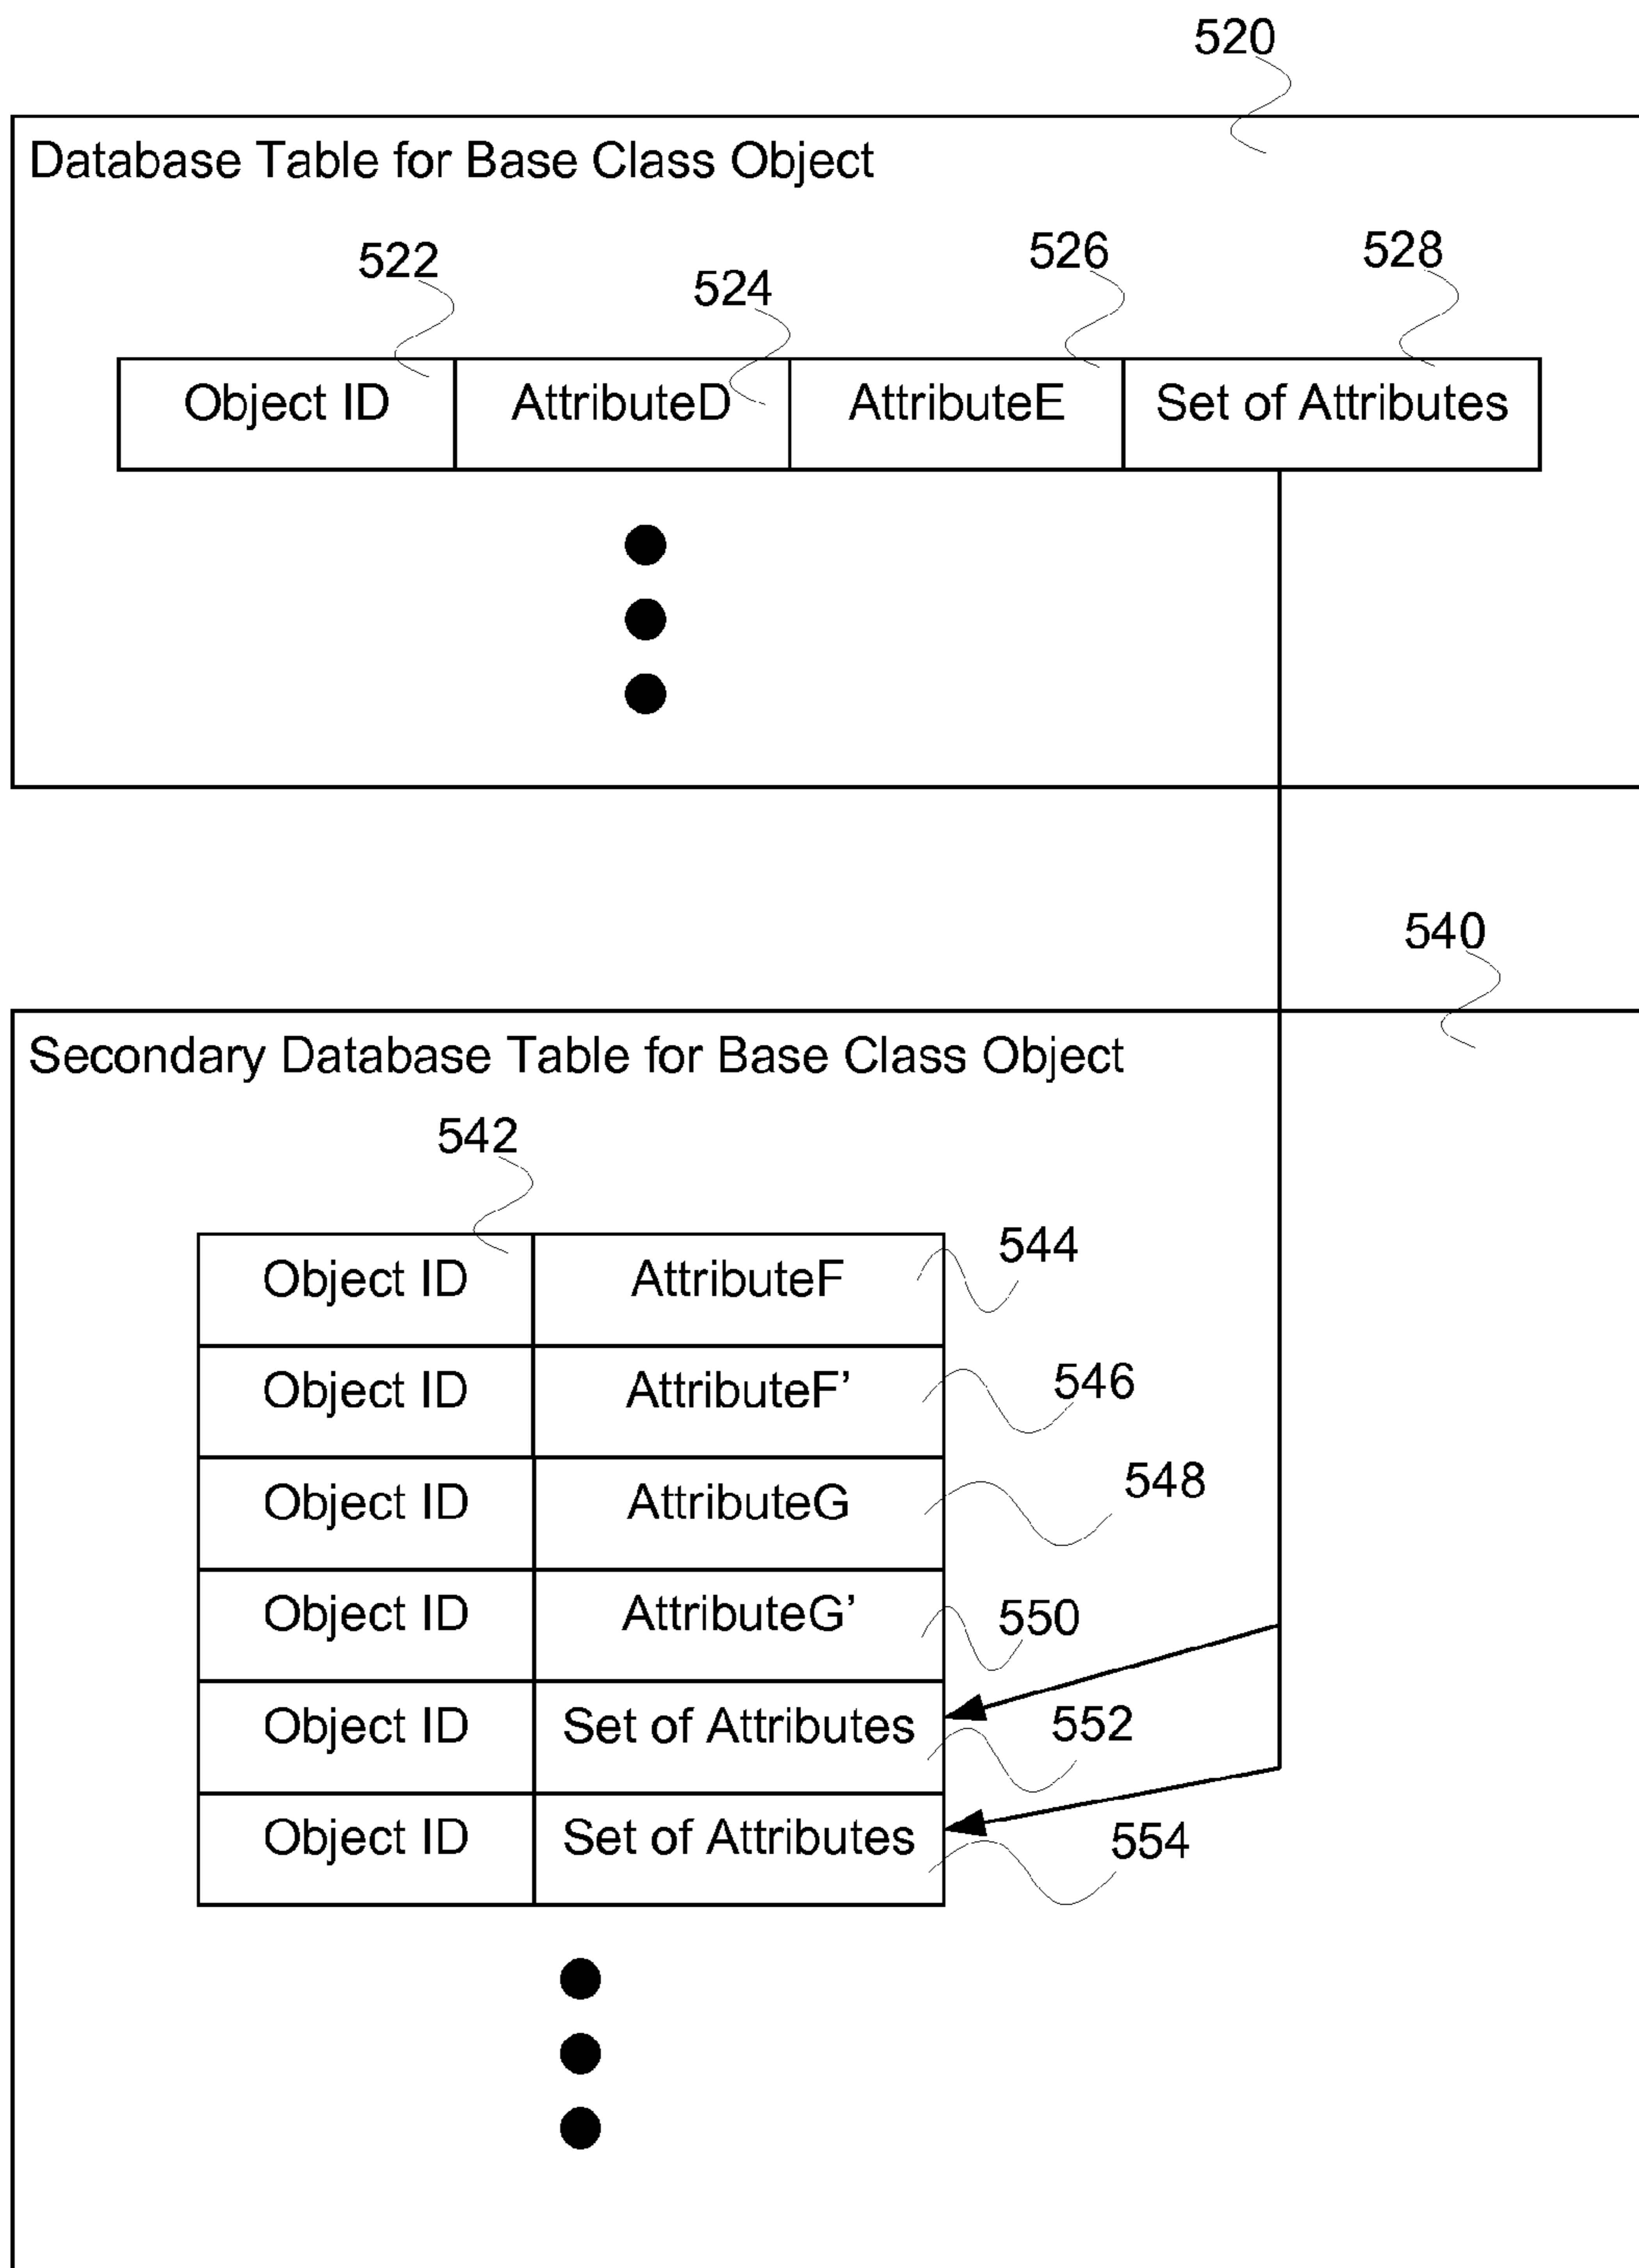 520
Database Table for Base Class Object
522
524
526
528
Object ID
AttributeD
AttributeE
Set of Attributes
540
Secondary Database Table for Base Class Object
542
Object ID
AttributeF
544
Object ID
AttributeF’
546
Object ID
AttributeG
548
Object ID
AttributeG’
550
Object ID
Set of Attributes
552
Object ID
Set of Attributes
554